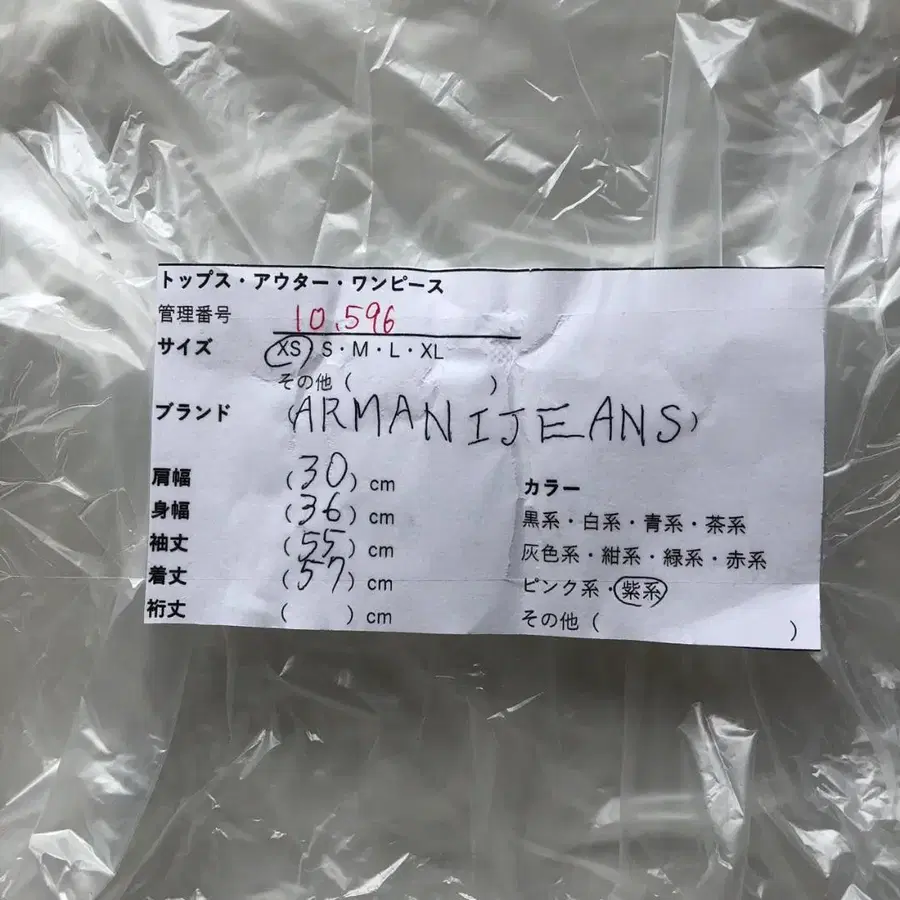 トップス・アウター・ワンピース
管理番号 10,596
サイズ XS S・M・L・XL
その他 ( )
ブランド (ARMANI JEANS)
肩幅 (30) cm
身幅 (36) cm
袖丈 (55) cm
着丈 (57) cm
裄丈 ( ) cm
カラー
黒系・白系・青系・茶系
灰色系・紺系・緑系・赤系
ピンク系・紫系
その他 ( )